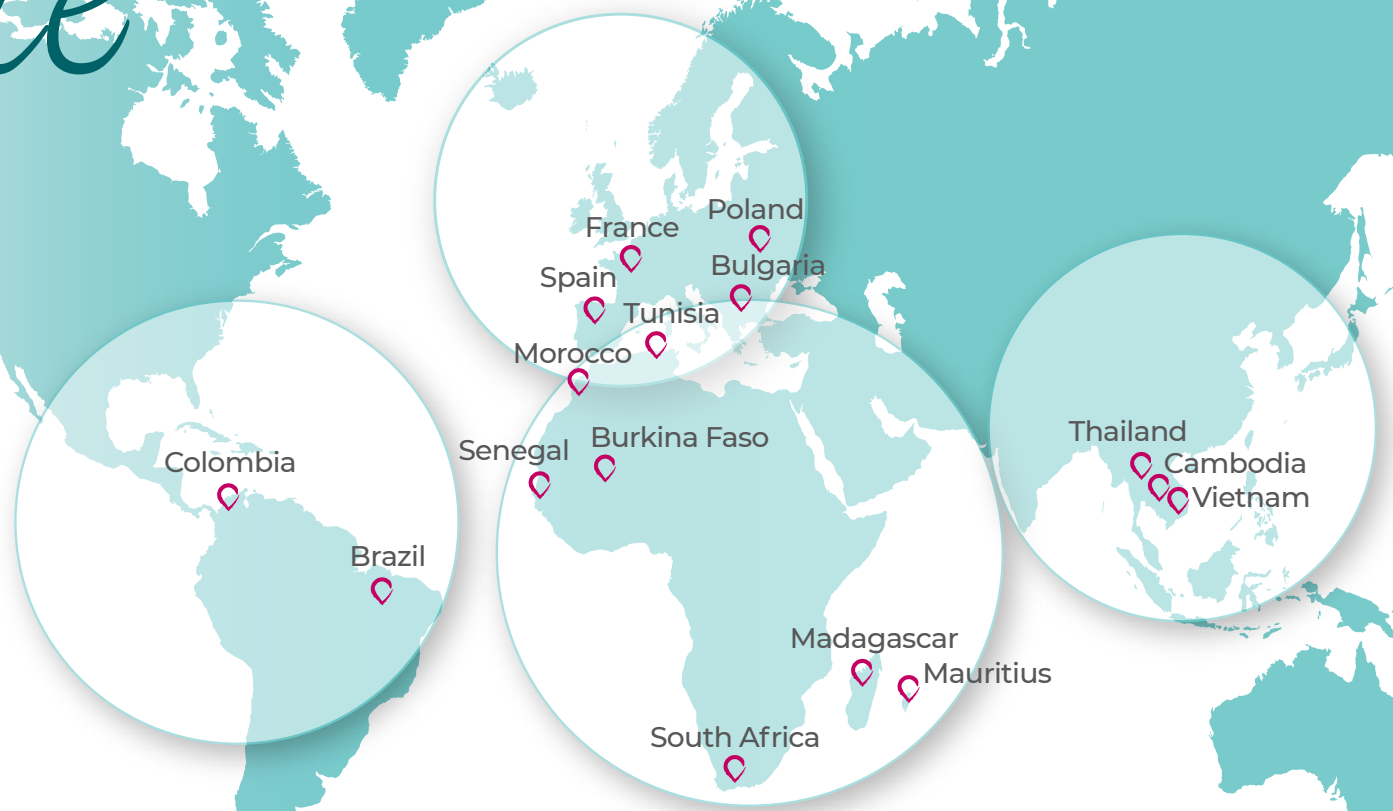 e
Poland
France
Bulgaria
Spain
Tunisia
Morocco
Thailand
Burkina Faso
Senegal
Colombia
Cambodia
Vietnam
Brazil
Madagascar
Mauritius
South Africa